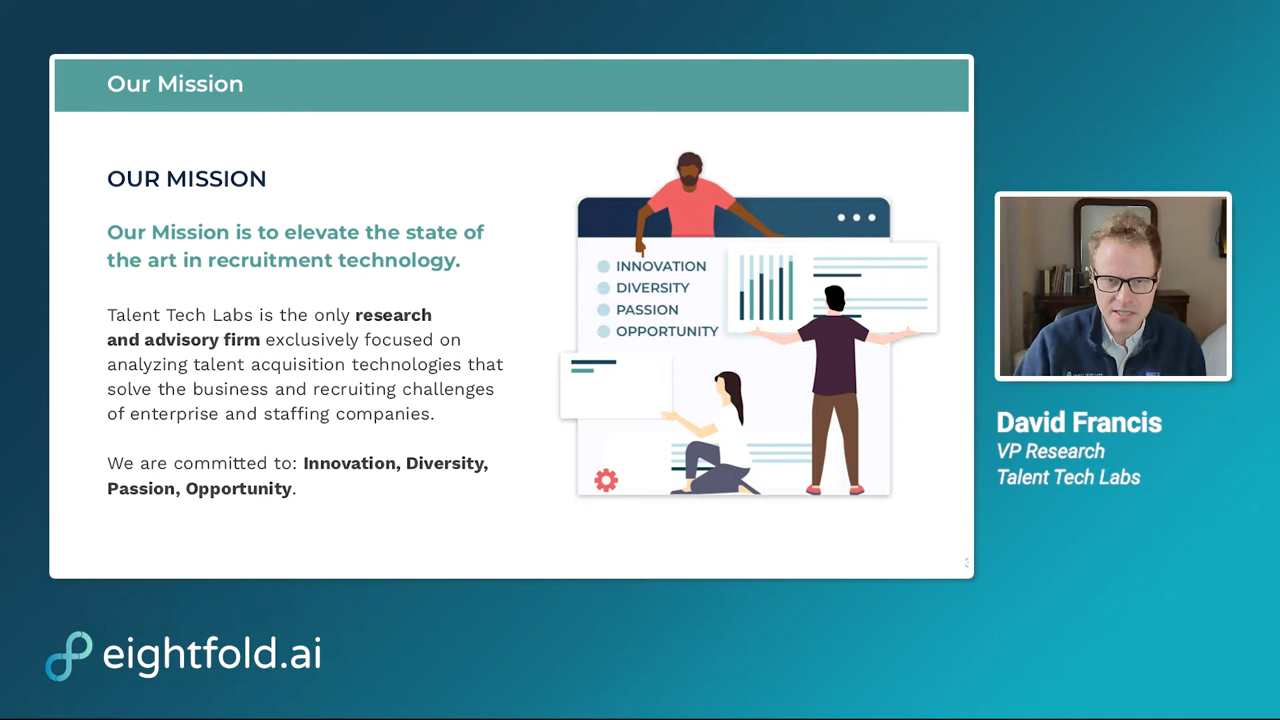 Our Mission
OUR MISSION
Our Mission is to elevate the state of
the art in recruitment technology.
Talent Tech Labs is the only research
and advisory firm exclusively focused on
analyzing talent acquisition technologies that
solve the business and recruiting challenges
of enterprise and staffing companies.
We are committed to: Innovation, Diversity,
Passion, Opportunity.
INNOVATION
DIVERSITY
PASSION
OPPORTUNITY
David Francis
VP Research
Talent Tech Labs
eightfold.ai